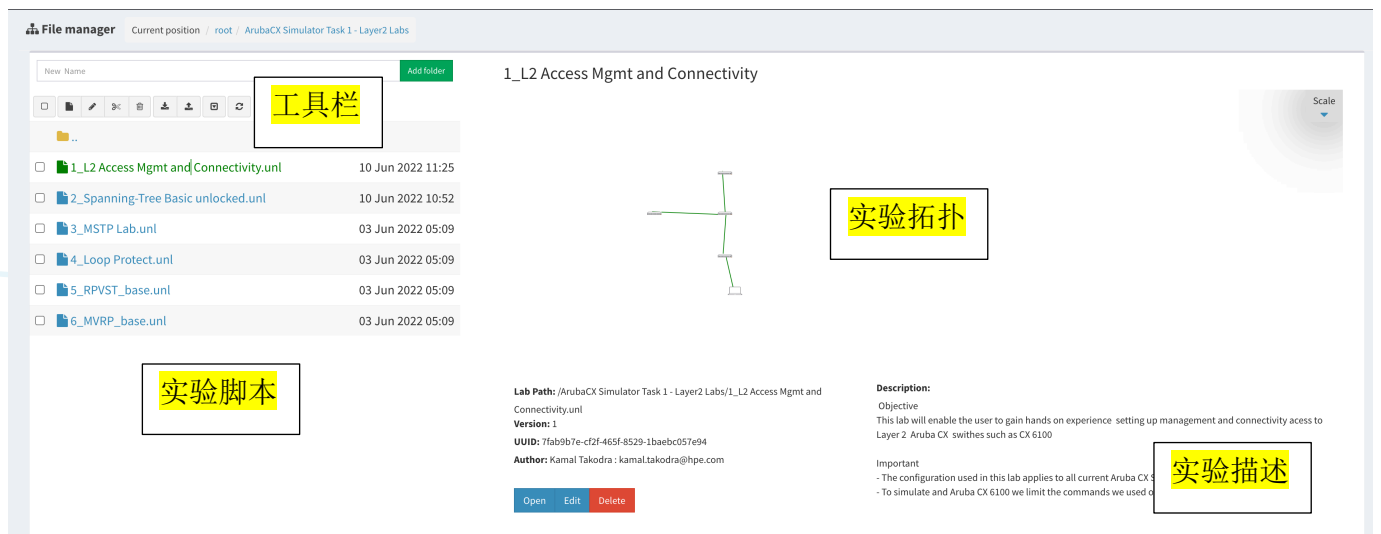 File manager Current position / root / ArubaCX Simulator Task 1 - Layer2 Labs
New Name
Add folder
工具栏
..
1_L2 Access Mgmt and Connectivity.unl 10 Jun 2022 11:25
2_Spanning-Tree Basic unlocked.unl 10 Jun 2022 10:52
3_MSTP Lab.unl 03 Jun 2022 05:09
4_Loop Protect.unl 03 Jun 2022 05:09
5_RPVST_base.unl 03 Jun 2022 05:09
6_MVRP_base.unl 03 Jun 2022 05:09
实验脚本
1_L2 Access Mgmt and Connectivity
Scale
实验拓扑
Lab Path: /ArubaCX Simulator Task 1 - Layer2 Labs/1_L2 Access Mgmt and
Connectivity.unl
Version: 1
UUID: 7fab9b7e-cf2f-465f-8529-1baebc057e94
Author: Kamal Takodra : kamal.takodra@hpe.com
Open Edit Delete
Description:
Objective
This lab will enable the user to gain hands on experience setting up management and connectivity acess to
Layer 2 Aruba CX swithes such as CX 6100
Important
- The configuration used in this lab applies to all current Aruba CX
- To simulate and Aruba CX 6100 we limit the commands we used
实验描述